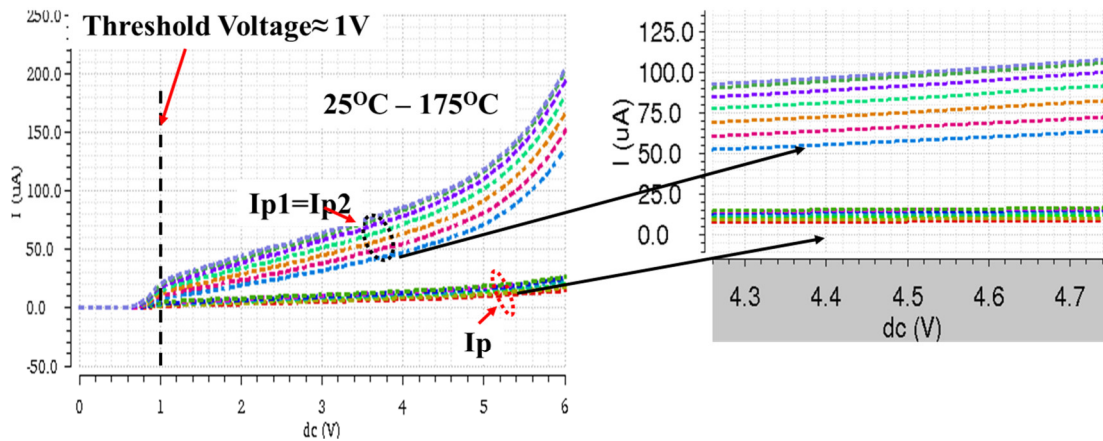 250.0
Threshold Voltage≈ 1V
200.0
25ᴼC – 175ᴼC
150.0
I (uA)
100.0
Ip1=Ip2
50.0
0.0
Ip
-50.0
0 1 2 3 4 5 6
dc (V)
125.0
100.0
75.0
I (uA)
50.0
25.0
0.0
4.3 4.4 4.5 4.6 4.7
dc (V)